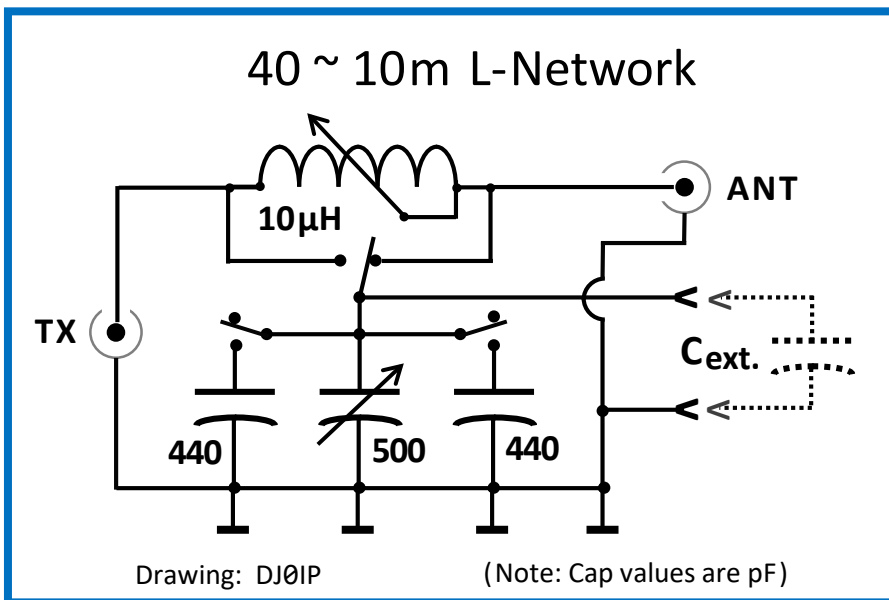 40 ~ 10m L-Network
10µH
ANT
TX
Cext.
440
500
440
Drawing: DJ0IP
(Note: Cap values are pF)